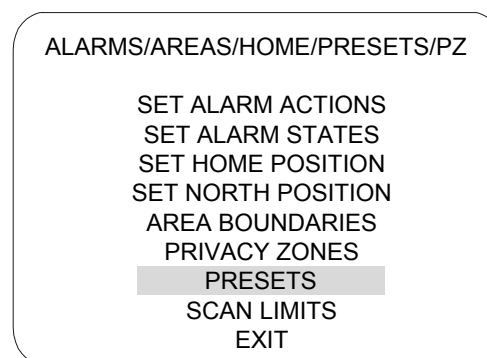 ALARMS/AREAS/HOME/PRESETS/PZ
SET ALARM ACTIONS
SET ALARM STATES
SET HOME POSITION
SET NORTH POSITION
AREA BOUNDARIES
PRIVACY ZONES
PRESETS
SCAN LIMITS
EXIT